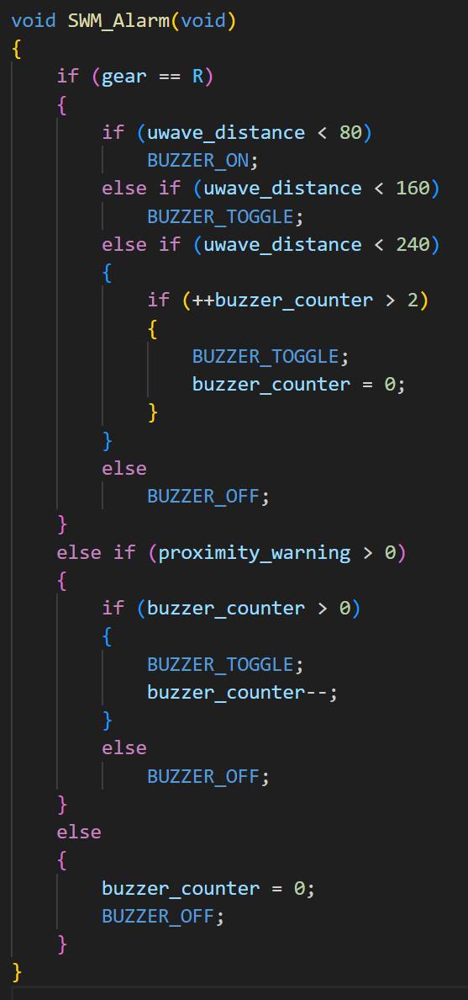 void SWM_Alarm(void)
{
    if (gear == R)
    {
        if (uwave_distance < 80)
            BUZZER_ON;
        else if (uwave_distance < 160)
            BUZZER_TOGGLE;
        else if (uwave_distance < 240)
        {
            if (++buzzer_counter > 2)
            {
                BUZZER_TOGGLE;
                buzzer_counter = 0;
            }
        }
        else
            BUZZER_OFF;
    }
    else if (proximity_warning > 0)
    {
        if (buzzer_counter > 0)
        {
            BUZZER_TOGGLE;
            buzzer_counter--;
        }
        else
            BUZZER_OFF;
    }
    else
    {
        buzzer_counter = 0;
        BUZZER_OFF;
    }
}